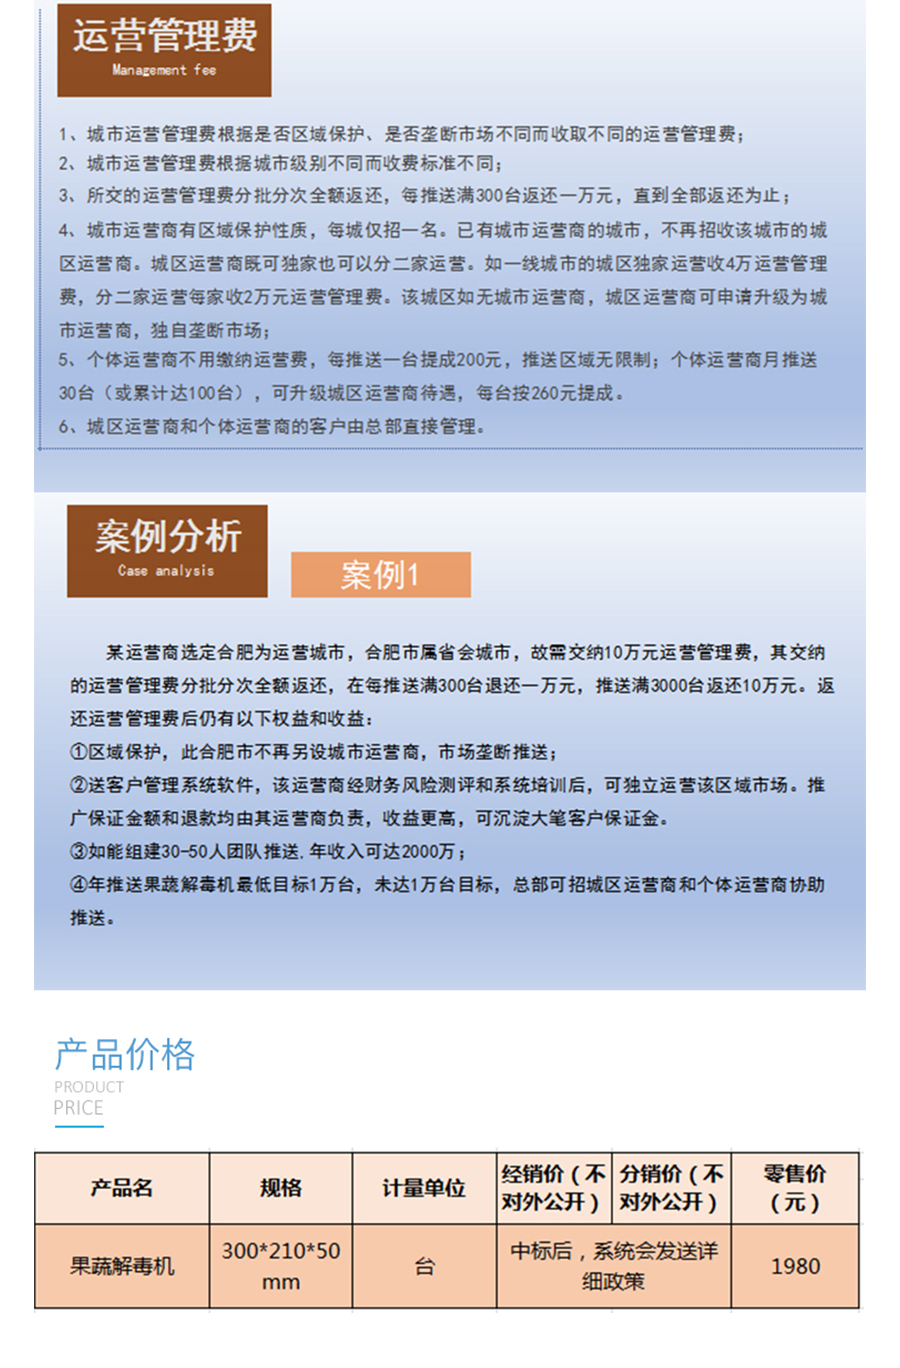 运营管理费
Management fee
1、城市运营管理费根据是否区域保护、是否垄断市场不同而收取不同的运营管理费；
2、城市运营管理费根据城市级别不同而收费标准不同；
3、所交的运营管理费分批分次全额返还，每推送满300台返还一万元，直到全部返还为止；
4、城市运营商有区域保护性质，每城仅招一名。已有城市运营商的城市，不再招收该城市的城
区运营商。城区运营商既可独家也可以分二家运营。如一线城市的城区独家运营收4万运营管理
费，分二家运营每家收2万元运营管理费。该城区如无城市运营商，城区运营商可申请升级为城
市运营商，独自垄断市场；
5、个体运营商不用缴纳运营费，每推送一台提成200元，推送区域无限制；个体运营商月推送
30台（或累计达100台），可升级城区运营商待遇，每台按260元提成。
6、城区运营商和个体运营商的客户由总部直接管理。
案例分析
Case analysis
案例1
某运营商选定合肥为运营城市，合肥市属省会城市，故需交纳10万元运营管理费，其交纳
的运营管理费分批分次全额返还，在每推送满300台退还一万元，推送满3000台返还10万元。返
还运营管理费后仍有以下权益和收益：
①区域保护，此合肥市不再另设城市运营商，市场垄断推送；
②送客户管理系统软件，该运营商经财务风险测评和系统培训后，可独立运营该区域市场。推
广保证金额和退款均由其运营商负责，收益更高，可沉淀大笔客户保证金。
③如能组建30-50人团队推送,年收入可达2000万；
④年推送果蔬解毒机最低目标1万台，未达1万台目标，总部可招城区运营商和个体运营商协助
推送。
产品价格
PRODUCT
PRICE
产品名 规格 计量单位 经销价（不 分销价（不 零售价
对外公开） 对外公开） （元）
果蔬解毒机 300*210*50 台 中标后，系统会发送详 1980
mm 细政策